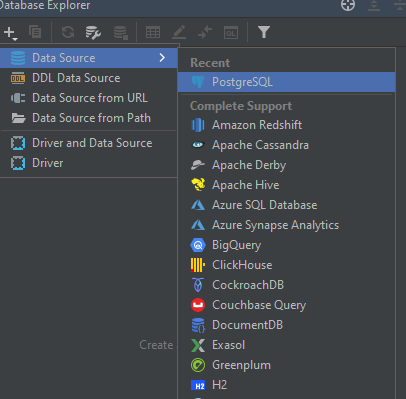 Database Explorer
QL
Data Source
DDL Data Source
Data Source from URL
Data Source from Path
Driver and Data Source
Driver
Create
Recent
PostgreSQL
Complete Support
Amazon Redshift
Apache Cassandra
Apache Derby
Apache Hive
Azure SQL Database
Azure Synapse Analytics
BigQuery
ClickHouse
CockroachDB
Couchbase Query
DocumentDB
Exasol
Greenplum
H2